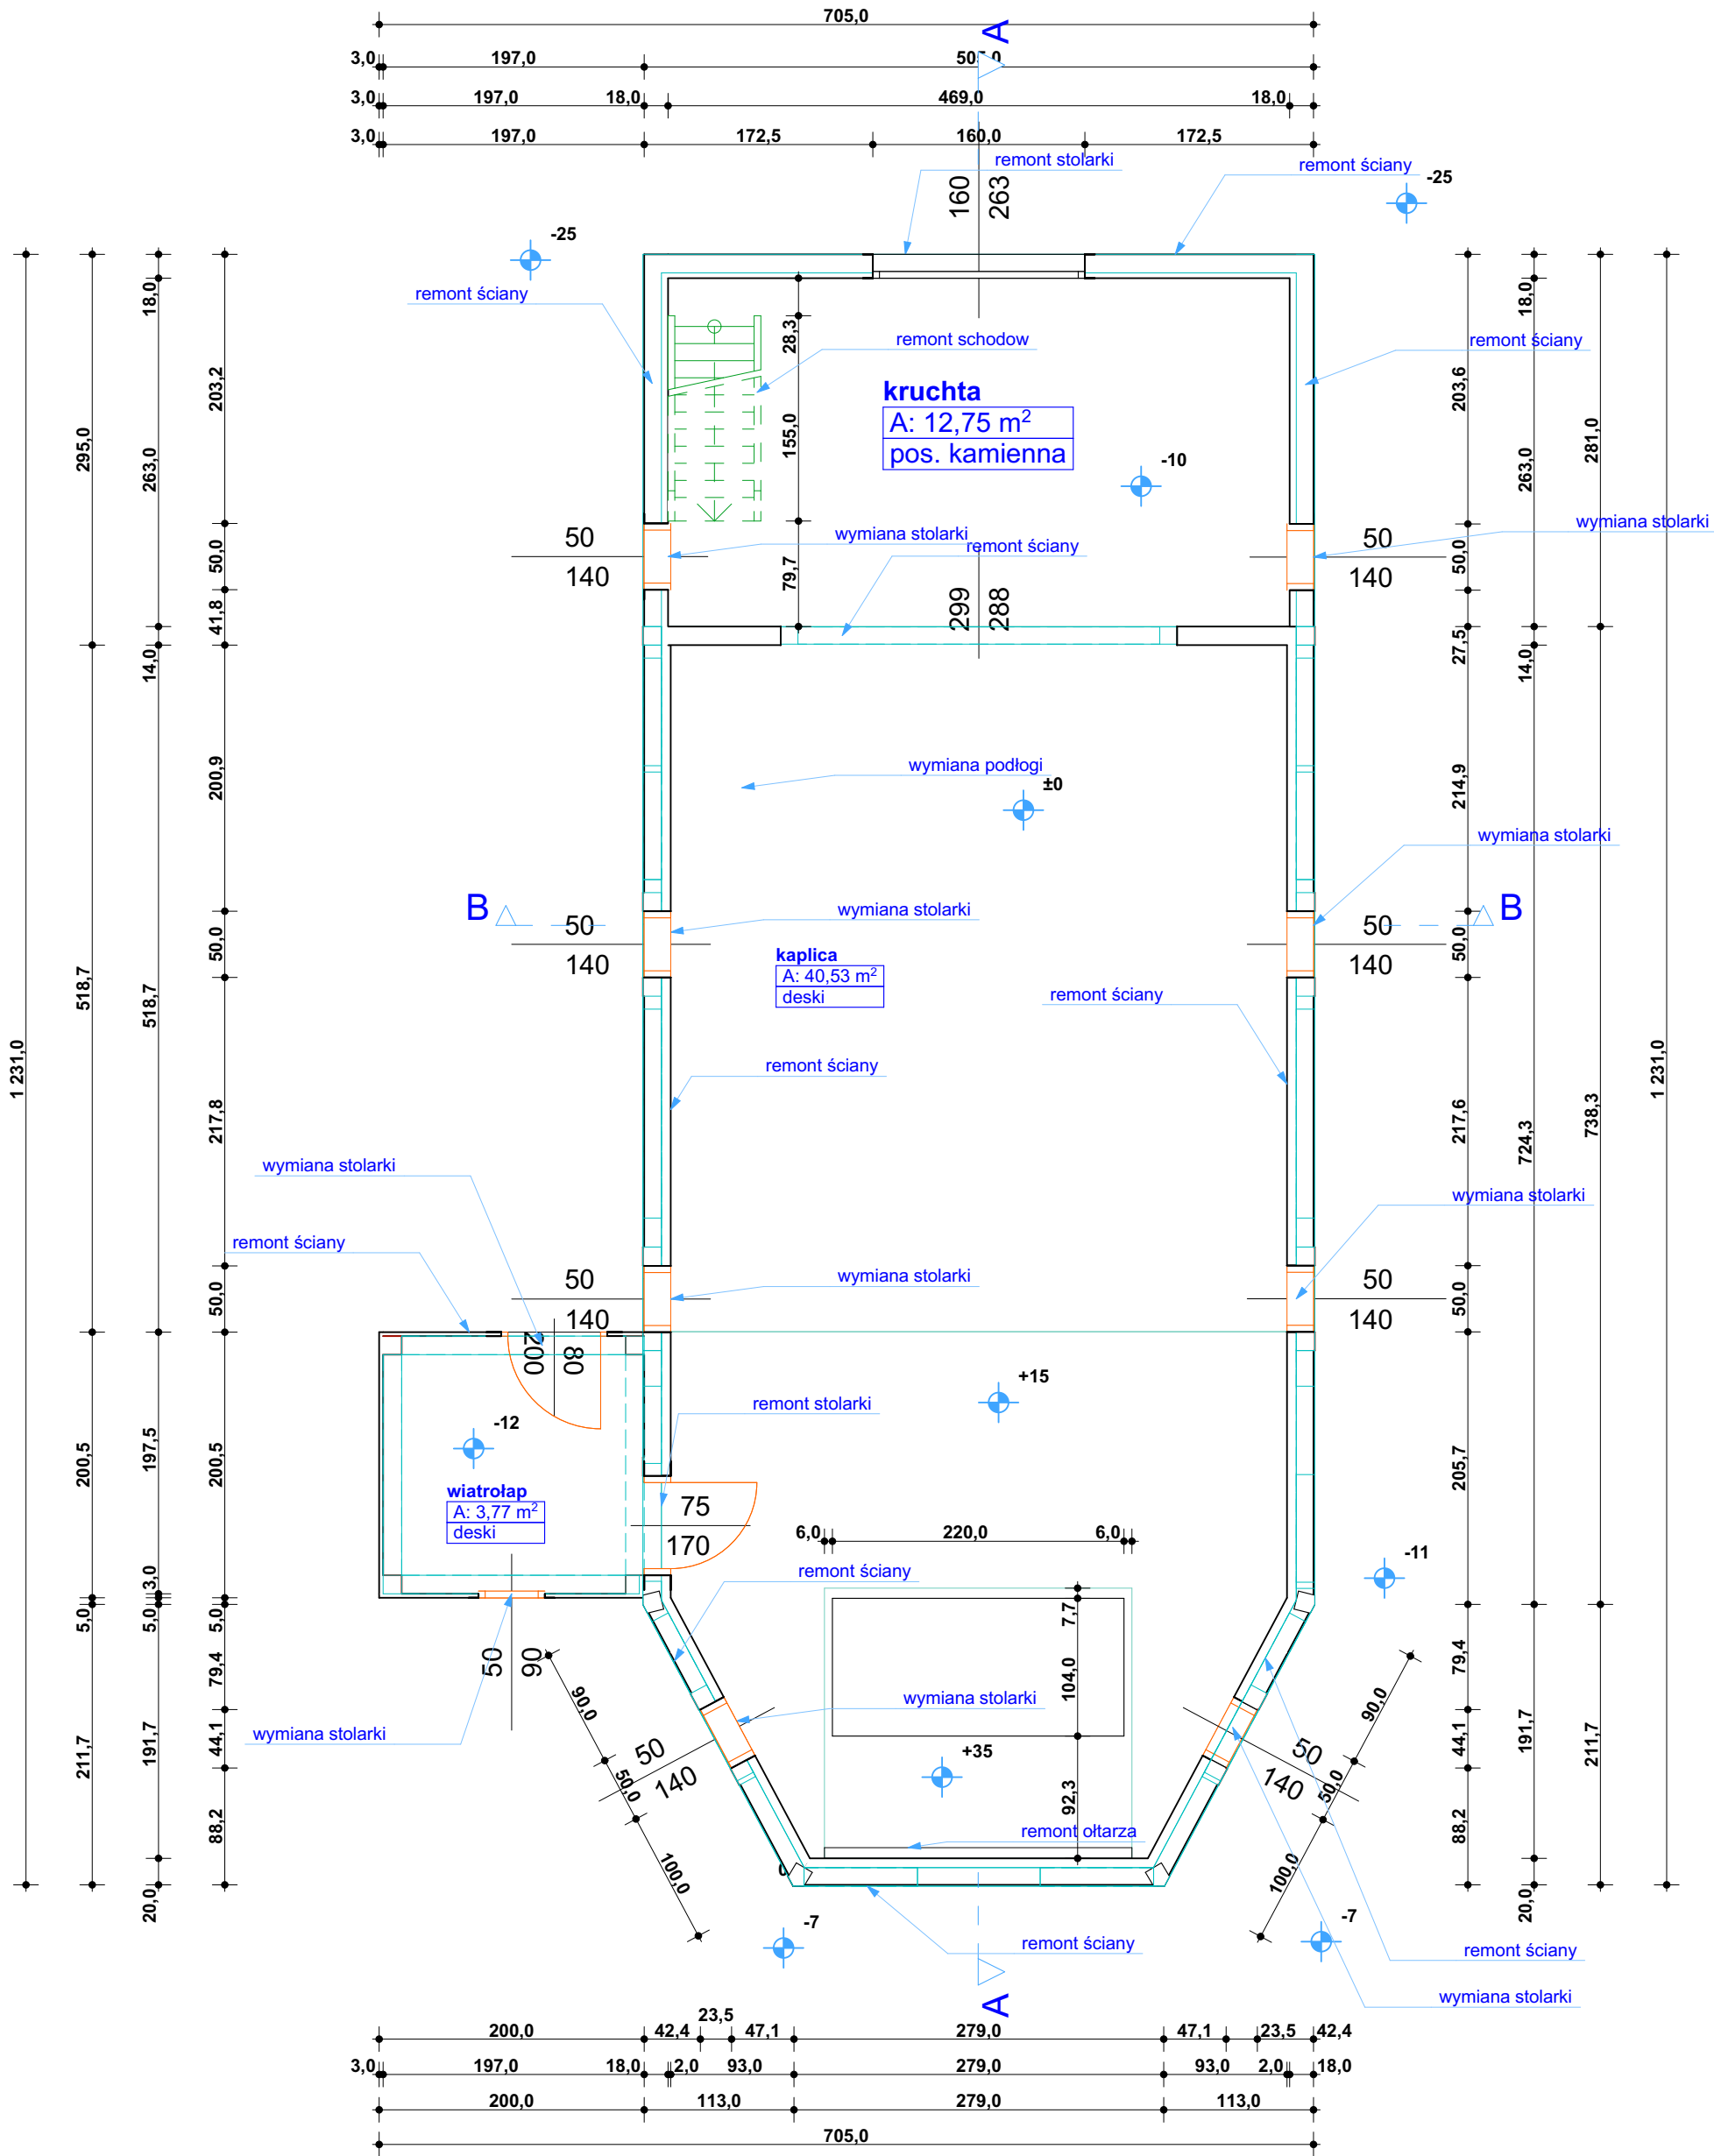 705,0
A
3,0 197,0 505,0
3,0 197,0 18,0 469,0 18,0
3,0 197,0 172,5 160,0 172,5
remont stolarki
remont ściany
160
263
-25
-25
remont ściany
remont schodow
remont ściany
28,3
155,0
79,7
kruchta
A: 12,75 m²
pos. kamienna
-10
50
140
wymiana stolarki
remont ściany
50
140
wymiana stolarki
299
288
wymiana podłogi
±0
wymiana stolarki
B
50
140
wymiana stolarki
50
140
B
kaplica
A: 40,53 m²
deski
remont ściany
remont ściany
wymiana stolarki
remont ściany
wymiana stolarki
50
140
wymiana stolarki
50
140
200
80
+15
remont stolarki
-12
wiatrołap
A: 3,77 m²
deski
75
170
6,0 220,0 6,0
-11
remont ściany
7,7
104,0
92,3
50
90
wymiana stolarki
wymiana stolarki
90,0
50,0
100,0
50
140
50
140
90,0
50,0
100,0
+35
remont ołtarza
-7
-7
remont ściany
remont ściany
wymiana stolarki
A
1 231,0
295,0
518,7
200,5
5,0
211,7
18,0
263,0
14,0
518,7
197,5
3,0
5,0
191,7
20,0
203,2
50,0
41,8
200,9
50,0
217,8
50,0
200,5
5,0
79,4
44,1
88,2
203,6
50,0
27,5
214,9
50,0
217,6
50,0
205,7
79,4
44,1
88,2
18,0
263,0
14,0
724,3
191,7
20,0
281,0
738,3
211,7
1 231,0
23,5
200,0 42,4 47,1 279,0 47,1 23,5 42,4
3,0 197,0 18,0 2,0 93,0 279,0 93,0 2,0 18,0
200,0 113,0 279,0 113,0
705,0